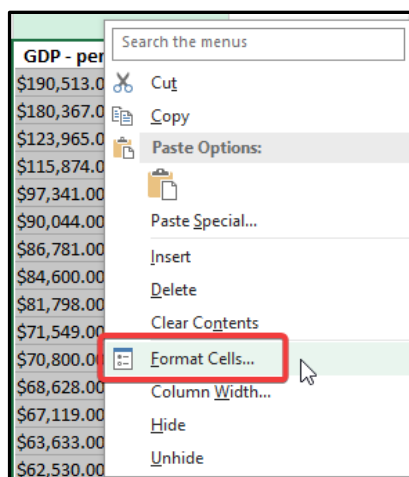 Search the menus
GDP - per
$190,513.0
Cut
$180,367.0
Copy
$123,965.0
Paste Options:
$115,874.0
$97,341.00
$90,044.00
Paste Special...
$86,781.00
Insert
$84,600.00
Delete
$81,798.00
Clear Contents
$71,549.00
$70,800.00
Format Cells...
$68,628.00
Column Width...
$67,119.00
Hide
$63,633.00
Unhide
$62,530.00